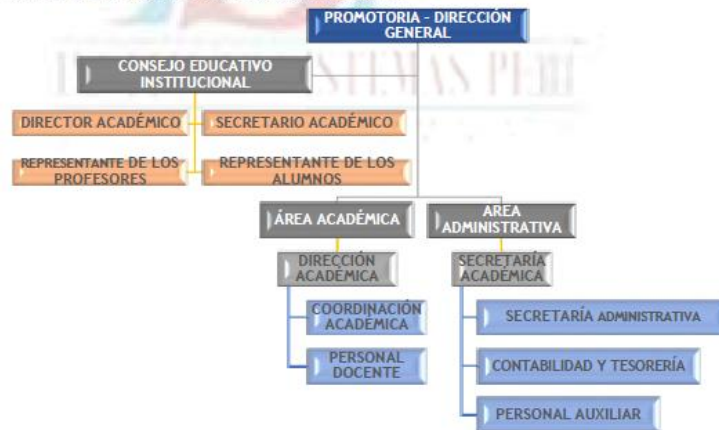 PROMOTORIA - DIRECCIÓN
GENERAL
CONSEJO EDUCATIVO
INSTITUCIONAL
DIRECTOR ACADÉMICO
SECRETARIO ACADÉMICO
REPRESENTANTE DE LOS
PROFESORES
REPRESENTANTE DE LOS
ALUMNOS
ÁREA ACADÉMICA
AREA
ADMINISTRATIVA
DIRECCIÓN
ACADÉMICA
SECRETARÍA
ACADÉMICA
COORDINACIÓN
ACADÉMICA
PERSONAL
DOCENTE
SECRETARÍA ADMINISTRATIVA
CONTABILIDAD Y TESORERÍA
PERSONAL AUXILIAR